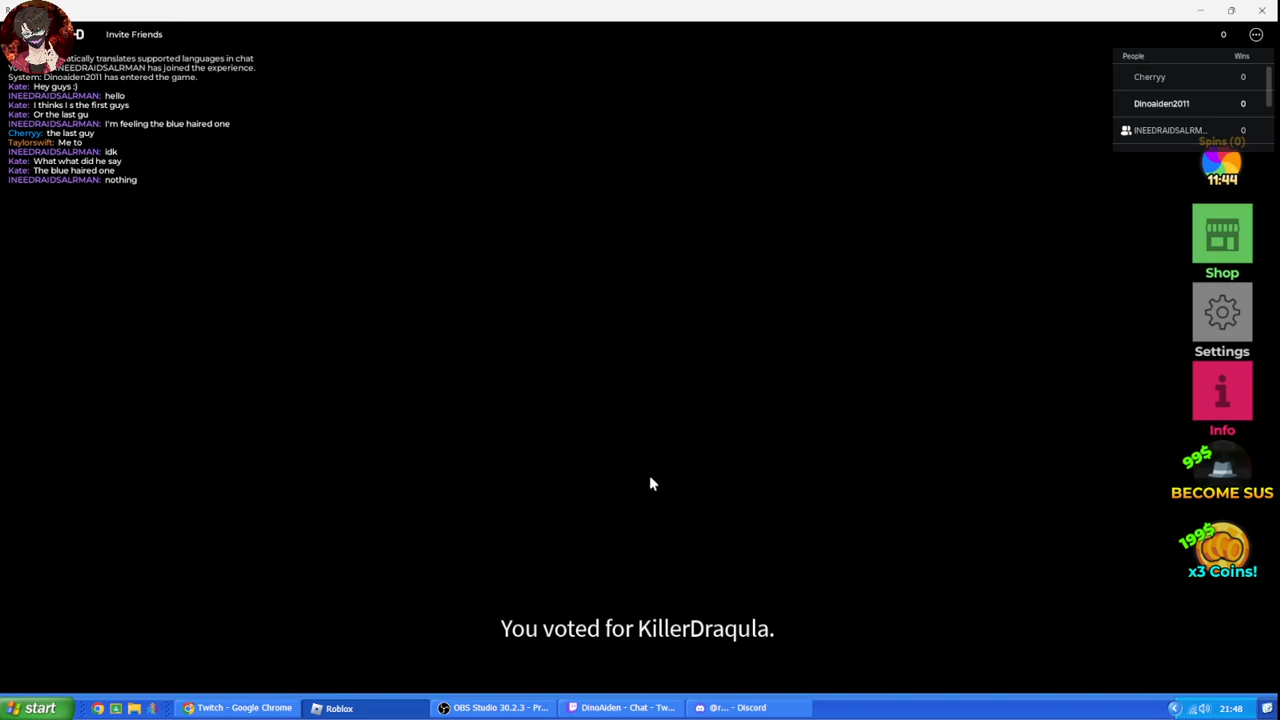 Invite Friends
0
atically translates supported languages in chat
INEEDRAIDSALRMAN has joined the experience.
System: Dinoaiden2011 has entered the game.
Kate: Hey guys :)
INEEDRAIDSALRMAN: hello
Kate: I thinks l s the first guys
Kate: Or the last gu
INEEDRAIDSALRMAN: I'm feeling the blue haired one
Cherryy: the last guy
Taylorswift: Me to
INEEDRAIDSALRMAN: idk
Kate: What what did he say
Kate: The blue haired one
INEEDRAIDSALRMAN: nothing
People Wins
Cherryy 0
Dinoaiden2011 0
INEEDRAIDSALRM... 0
Spins (0)
11:44
Shop
Settings
Info
99$
BECOME SUS
199$
x3 Coins!
You voted for KillerDraqula.
start
Twitch - Google Chrome
Roblox
OBS Studio 30.2.3 - Pr...
DinoAiden - Chat - Tw...
@r... - Discord
21:48